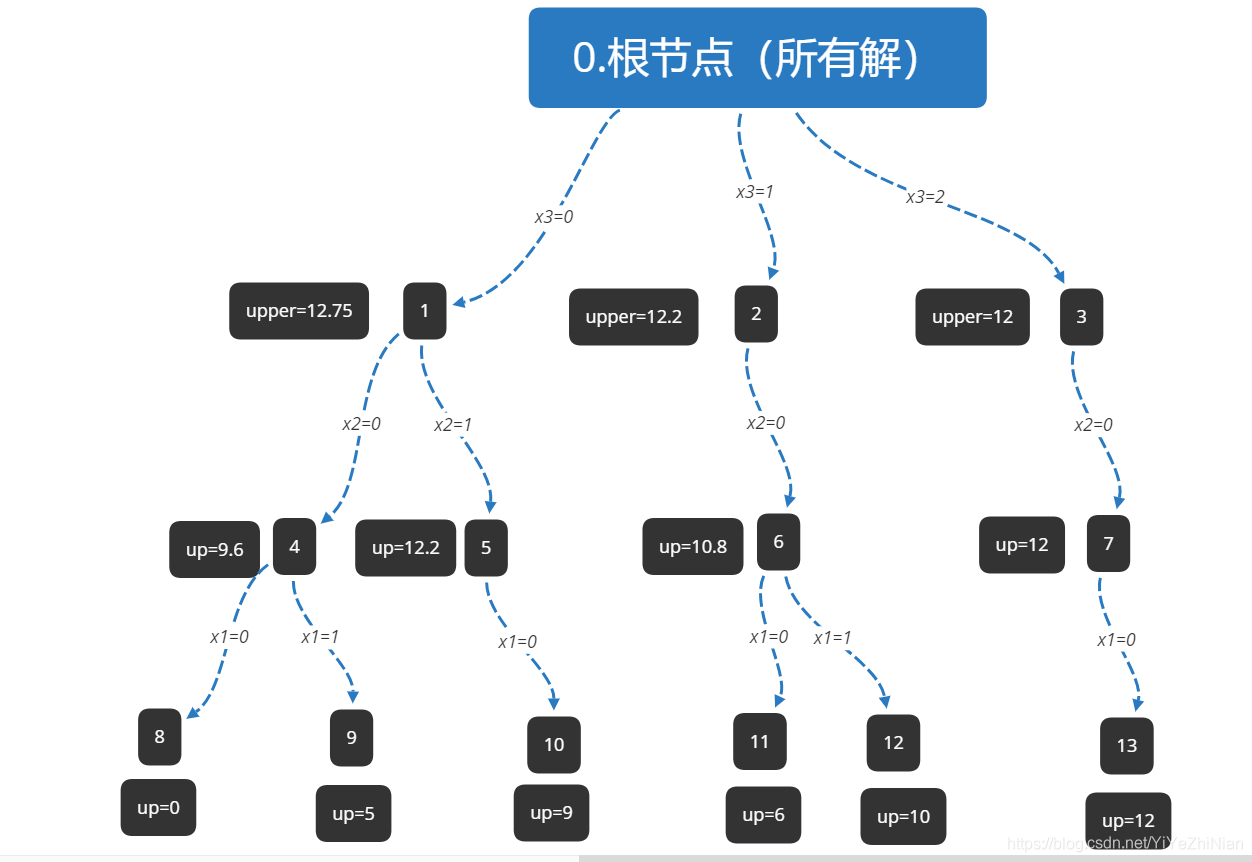 0.根节点（所有解）
x3=0
x3=1
x3=2
upper=12.75
1
upper=12.2
2
upper=12
3
x2=0
x2=1
x2=0
x2=0
up=9.6
4
up=12.2
5
up=10.8
6
up=12
7
x1=0
x1=1
x1=0
x1=0
x1=1
x1=0
8
9
10
11
12
13
up=0
up=5
up=9
up=6
up=10
up=12
https://blog.csdn.net/YiYeZhiNian